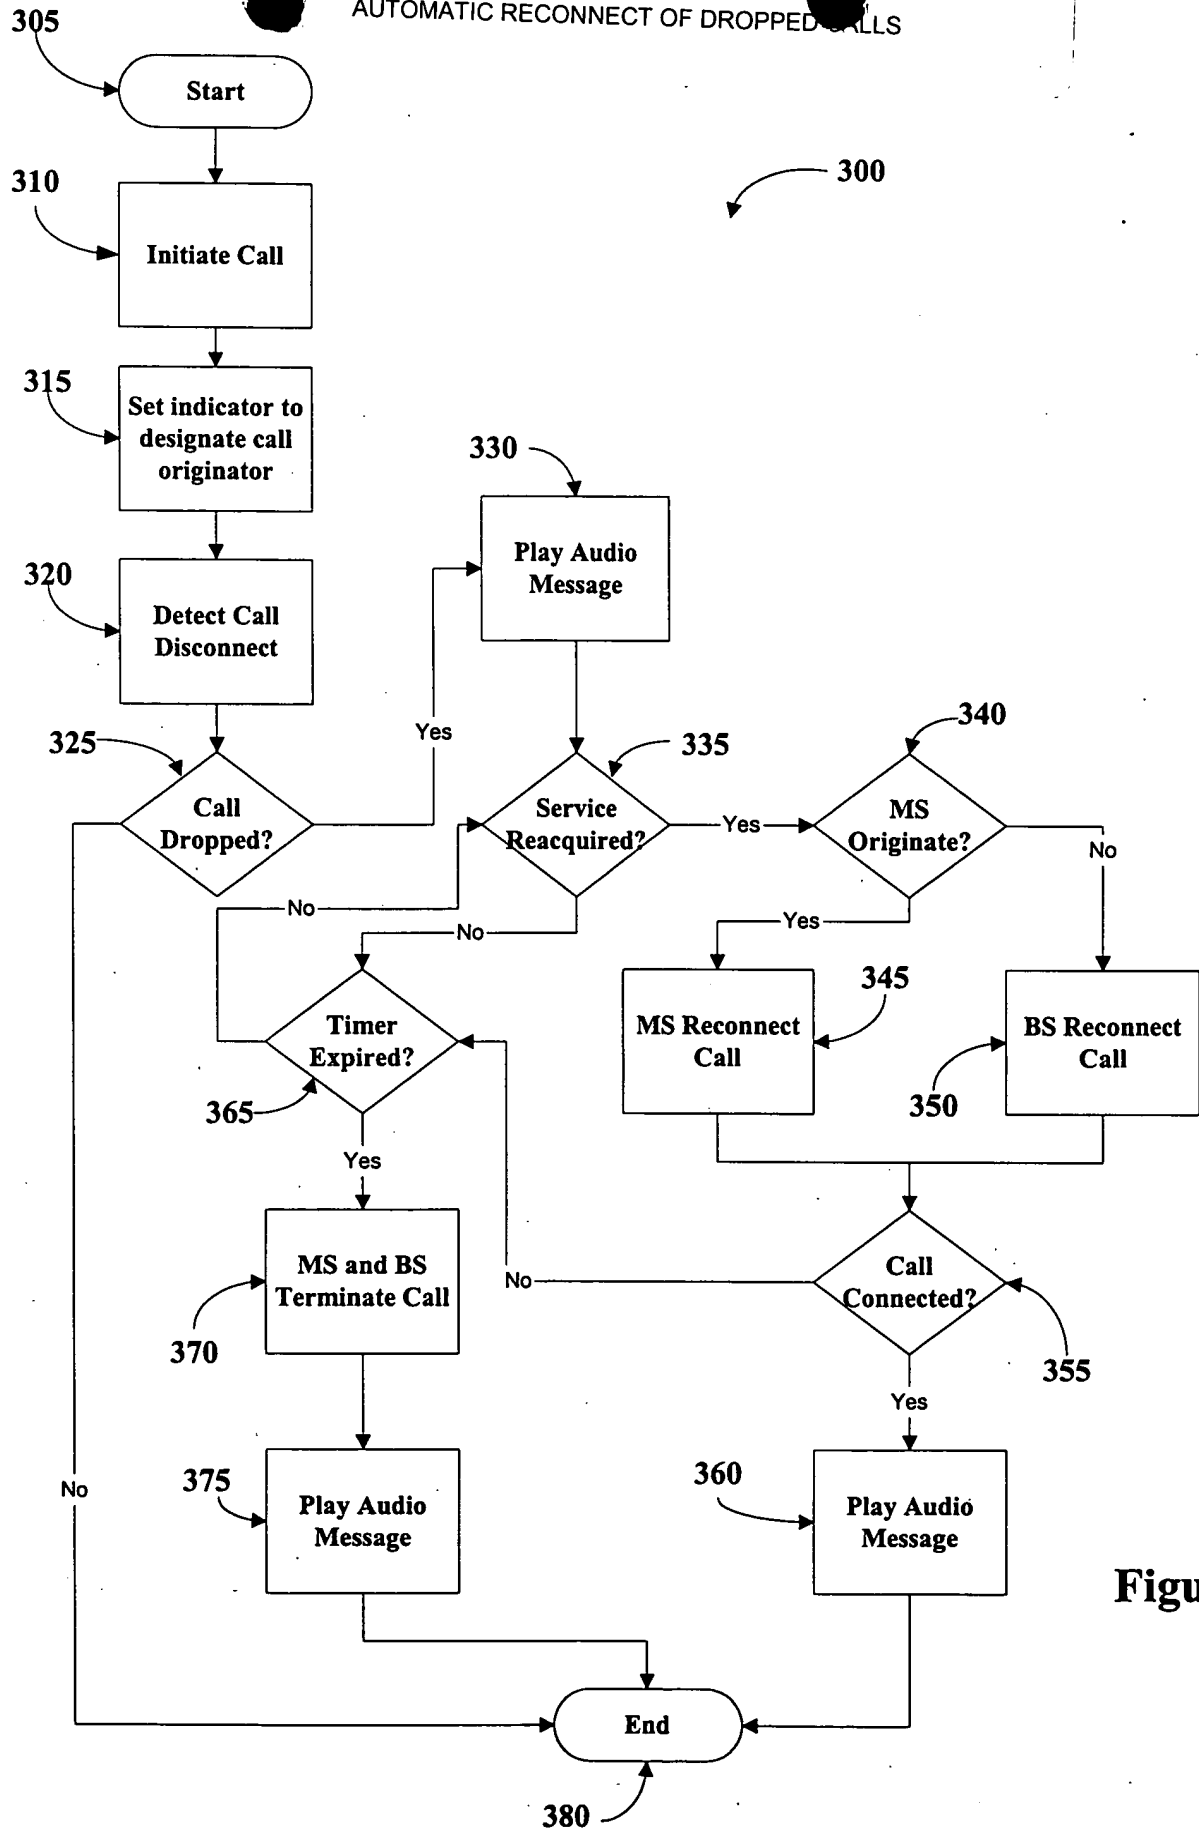 AUTOMATIC RECONNECT OF DROPPED CALLS
305
Start
300
310
Initiate Call
315
Set indicator to
designate call
originator
330
320
Play Audio
Message
Detect Call
Disconnect
340
325
Yes
335
Call
Dropped?
Service
Reacquired?
Yes
MS
Originate?
No
No
No
Yes
345
Timer
Expired?
MS Reconnect
Call
BS Reconnect
Call
365
350
Yes
MS and BS
Terminate Call
Call
Connected?
No
370
355
Yes
375
360
No
Play Audio
Message
Play Audio
Message
Figu
End
380